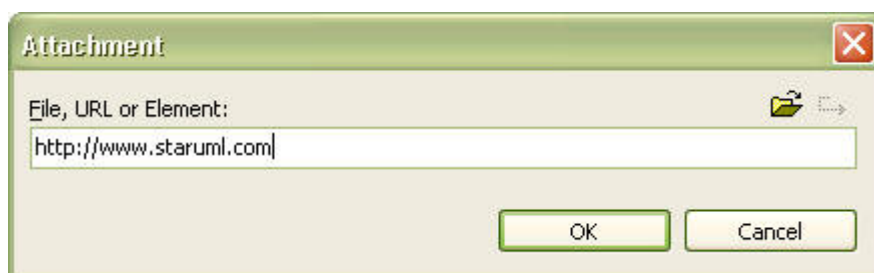 Attachment
File, URL or Element:
http://www.staruml.com
OK Cancel